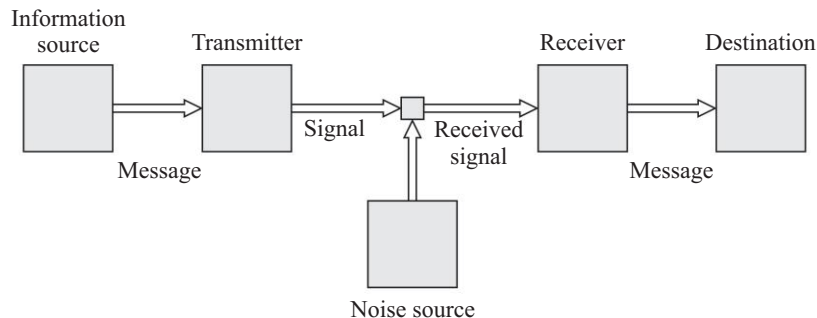 Information
source
Transmitter
Receiver
Destination
Signal
Received
signal
Message
Message
Noise source